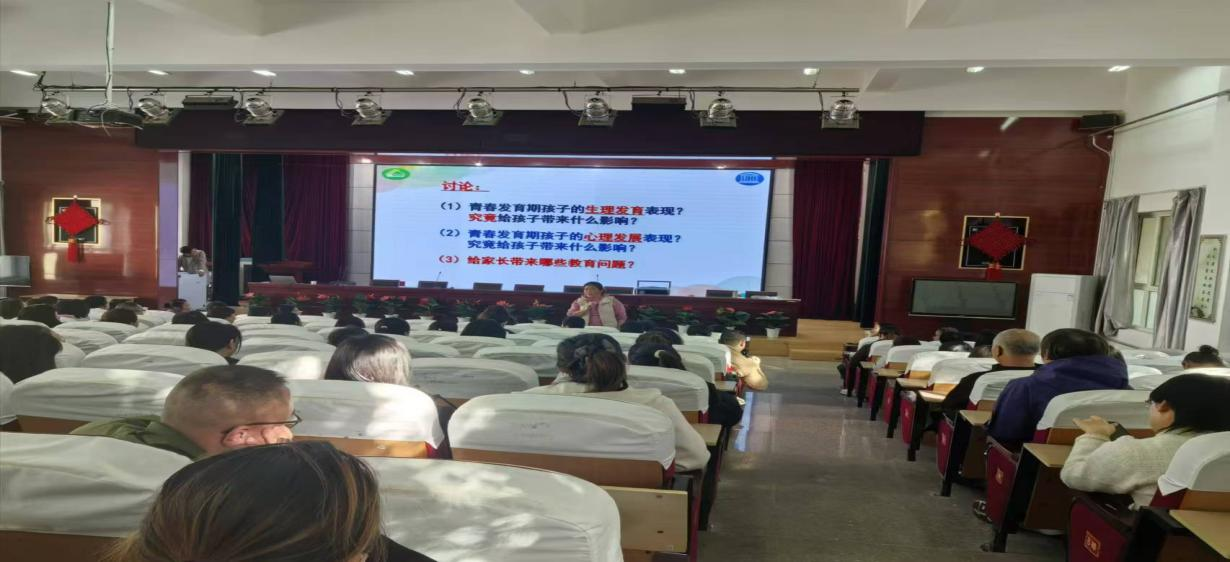 讨论：
（1）青春发育期孩子的生理发育表现？
究竟给孩子带来什么影响？
（2）青春发育期孩子的心理发展表现？
究竟给孩子带来什么影响？
（3）给家长带来哪些教育问题？